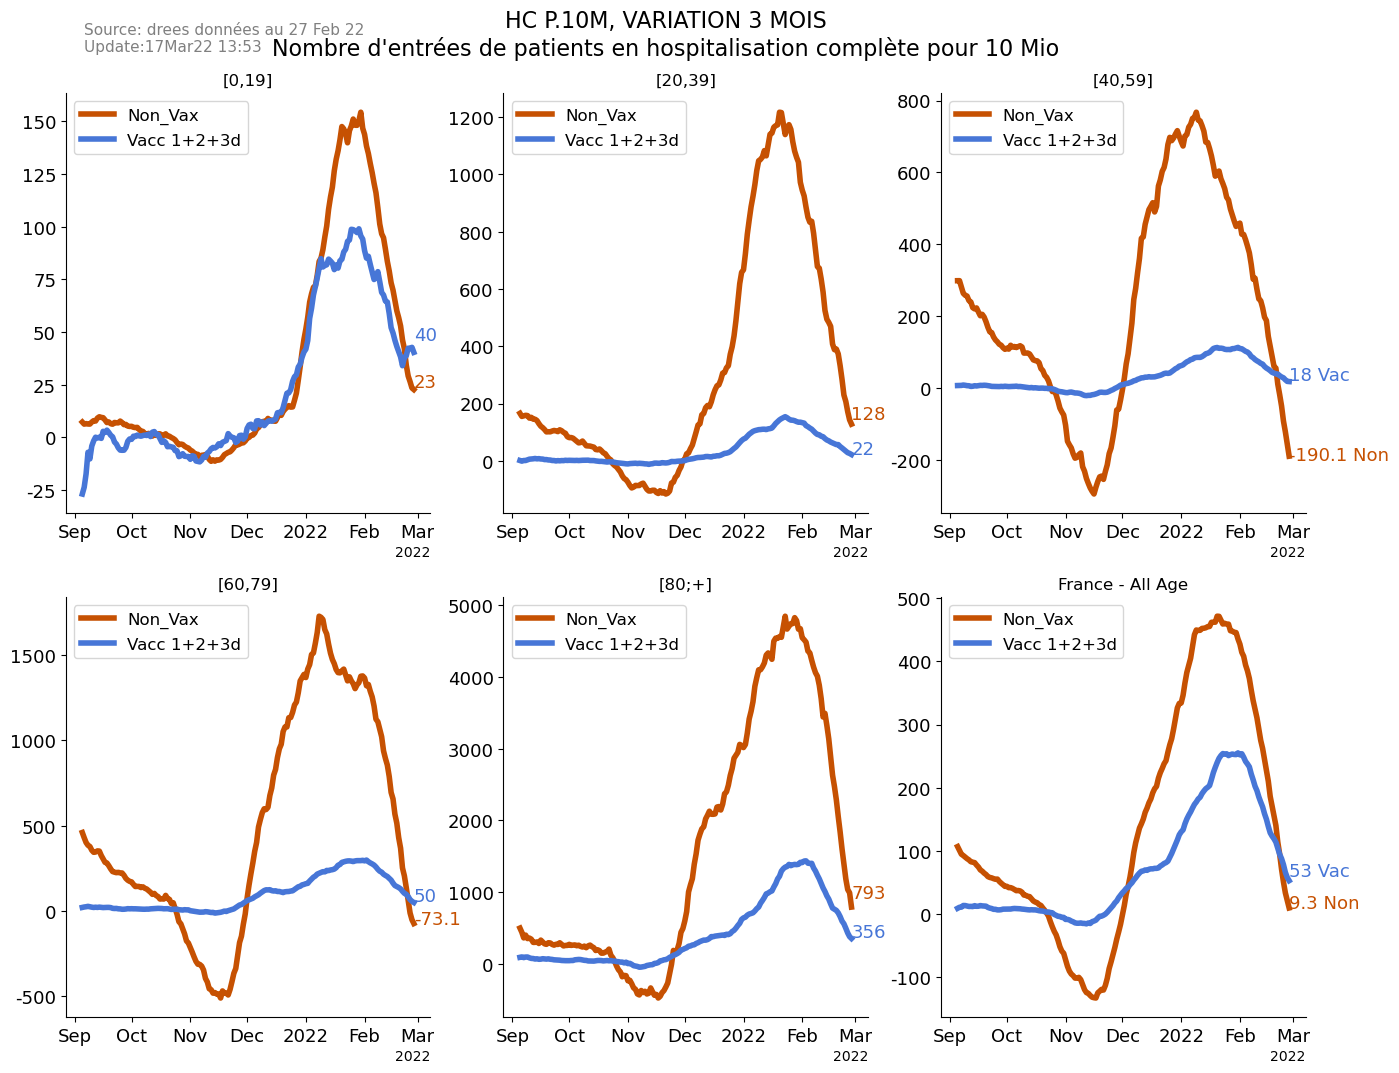 HC P.10M, VARIATION 3 MOIS
Source: drees données au 27 Feb 22
Update:17Mar22 13:53
Nombre d'entrées de patients en hospitalisation complète pour 10 Mio
[0,19]
Non_Vax
Vacc 1+2+3d
150
125
100
75
50
25
0
-25
40
23
Sep Oct Nov Dec 2022 Feb Mar
2022
[20,39]
Non_Vax
Vacc 1+2+3d
1200
1000
800
600
400
200
0
128
22
Sep Oct Nov Dec 2022 Feb Mar
2022
[40,59]
Non_Vax
Vacc 1+2+3d
800
600
400
200
0
-200
18 Vac
-190.1 Non
Sep Oct Nov Dec 2022 Feb Mar
2022
[60,79]
Non_Vax
Vacc 1+2+3d
1500
1000
500
0
-500
50
-73.1
Sep Oct Nov Dec 2022 Feb Mar
2022
[80;+]
Non_Vax
Vacc 1+2+3d
5000
4000
3000
2000
1000
0
793
356
Sep Oct Nov Dec 2022 Feb Mar
2022
France - All Age
Non_Vax
Vacc 1+2+3d
500
400
300
200
100
0
-100
53 Vac
9.3 Non
Sep Oct Nov Dec 2022 Feb Mar
2022